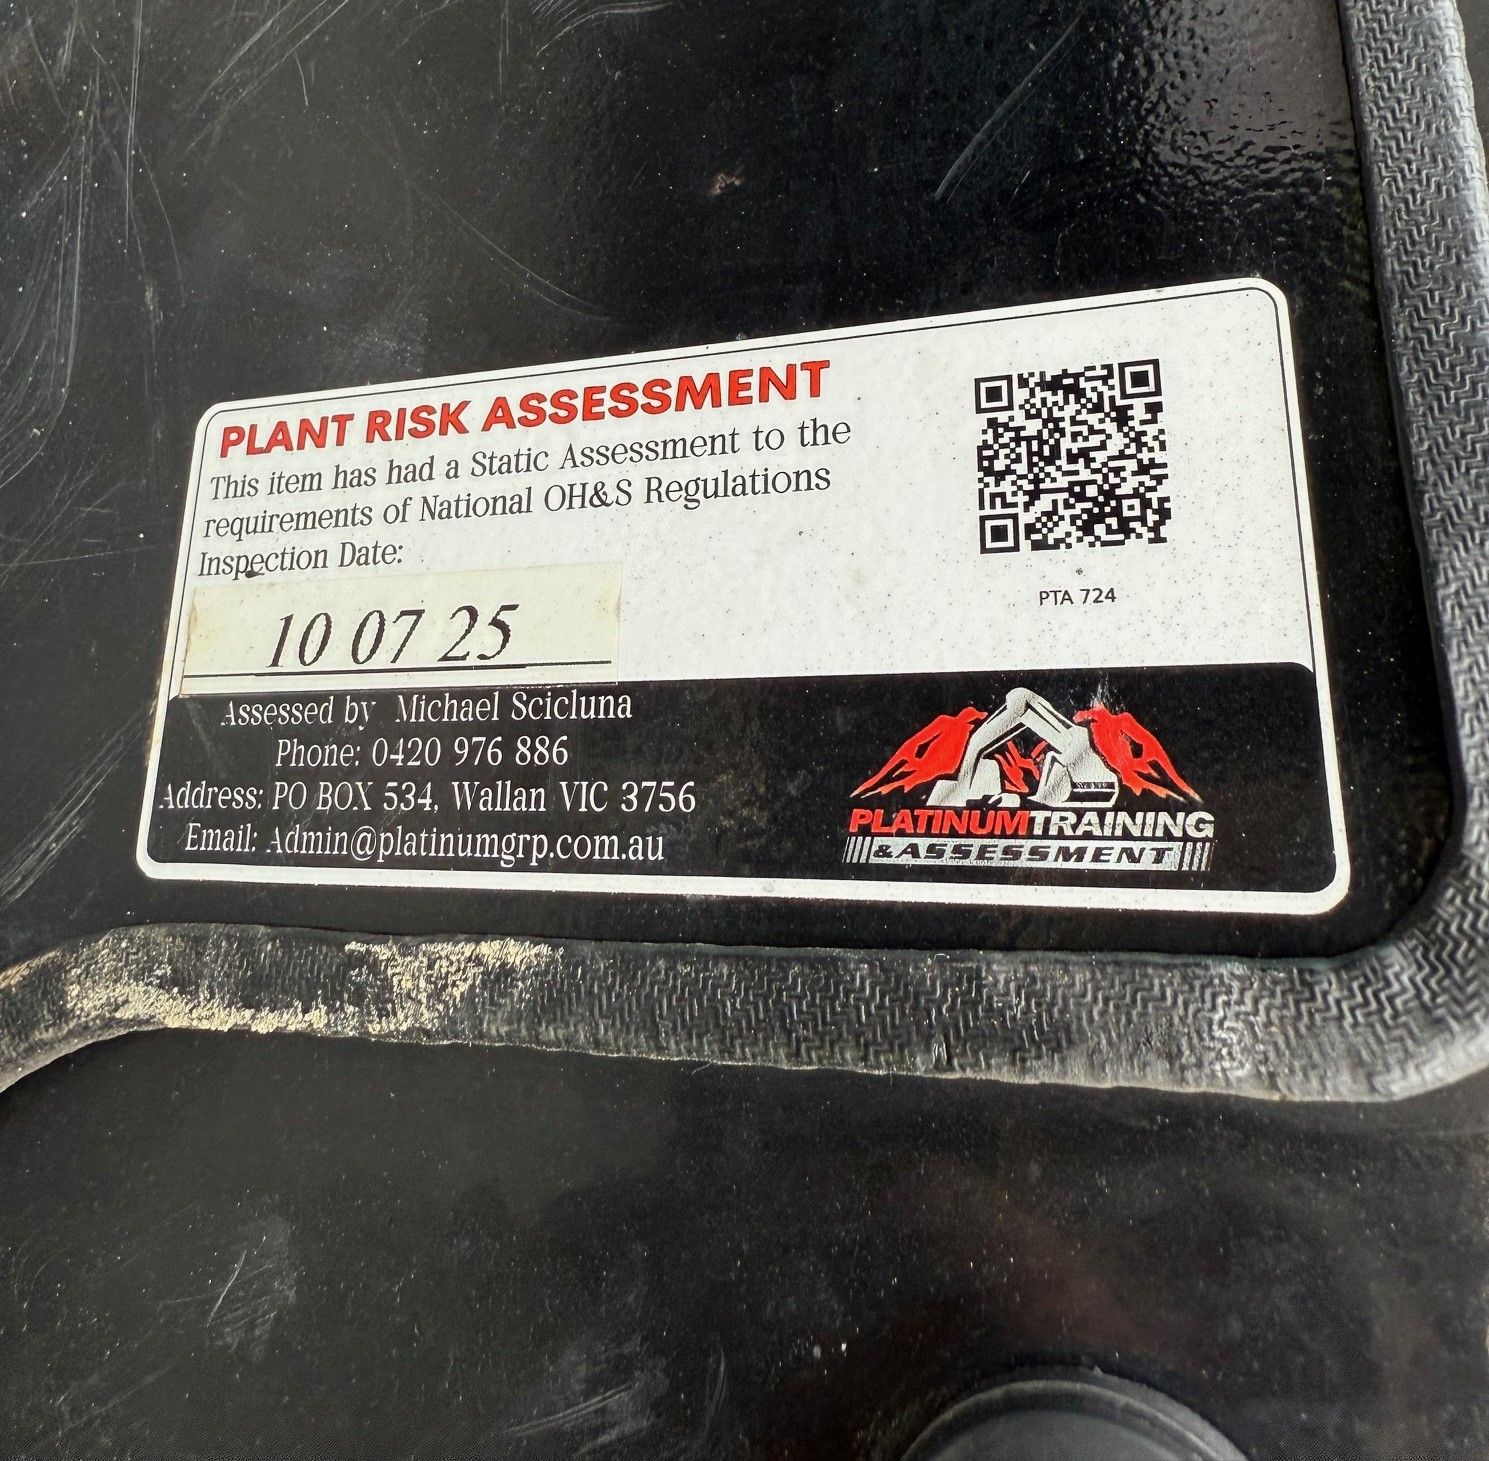 PLANT RISK ASSESSMENT
This item has had a Static Assessment to the
requirements of National OH&S Regulations
Inspection Date:
10 07 25
PTA 724
Assessed by Michael Scicluna
Phone: 0420 976 886
Address: PO BOX 534, Wallan VIC 3756
Email: Admin@platinumgrp.com.au
PLATINUMTRAINING
&ASSESSMENT